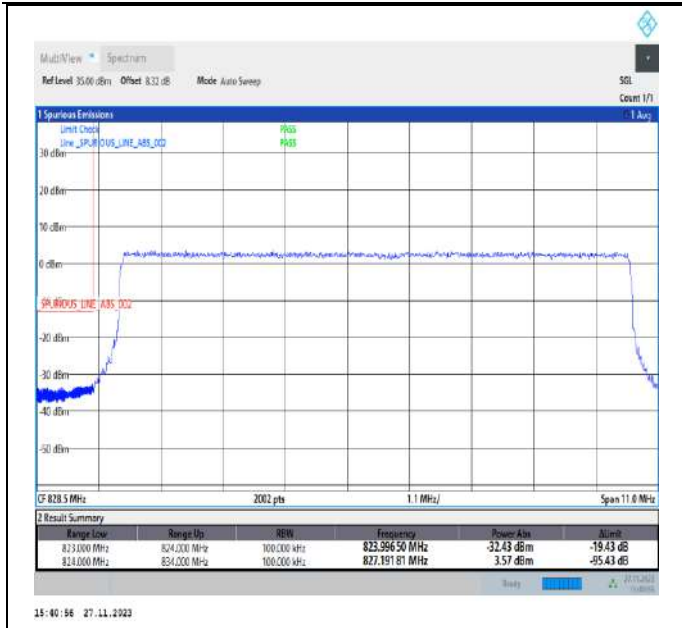 MultiView
Spectrum
Ref Level 35.00 dBm Offset 8.32 dB Mode Auto Sweep
SGL
Count 1/1
1 Spurious Emissions
1 Avg
Limit Check PASS
Line _SPURIOUS_LINE_ABS_002 PASS
30 dBm
20 dBm
10 dBm
0 dBm
SPURIOUS_LINE_ABS_002
-20 dBm
-30 dBm
-40 dBm
-50 dBm
CF 828.5 MHz 2002 pts 1.1 MHz/ Span 11.0 MHz
2 Result Summary
Range Low Range Up RBW Frequency Power Abs ΔLimit
823.000 MHz 824.000 MHz 100.000 kHz 823.99650 MHz -32.43 dBm -19.43 dB
824.000 MHz 834.000 MHz 100.000 kHz 827.19181 MHz 3.57 dBm -95.43 dB
Ready
27.11.2023
15:40:56 27.11.2023